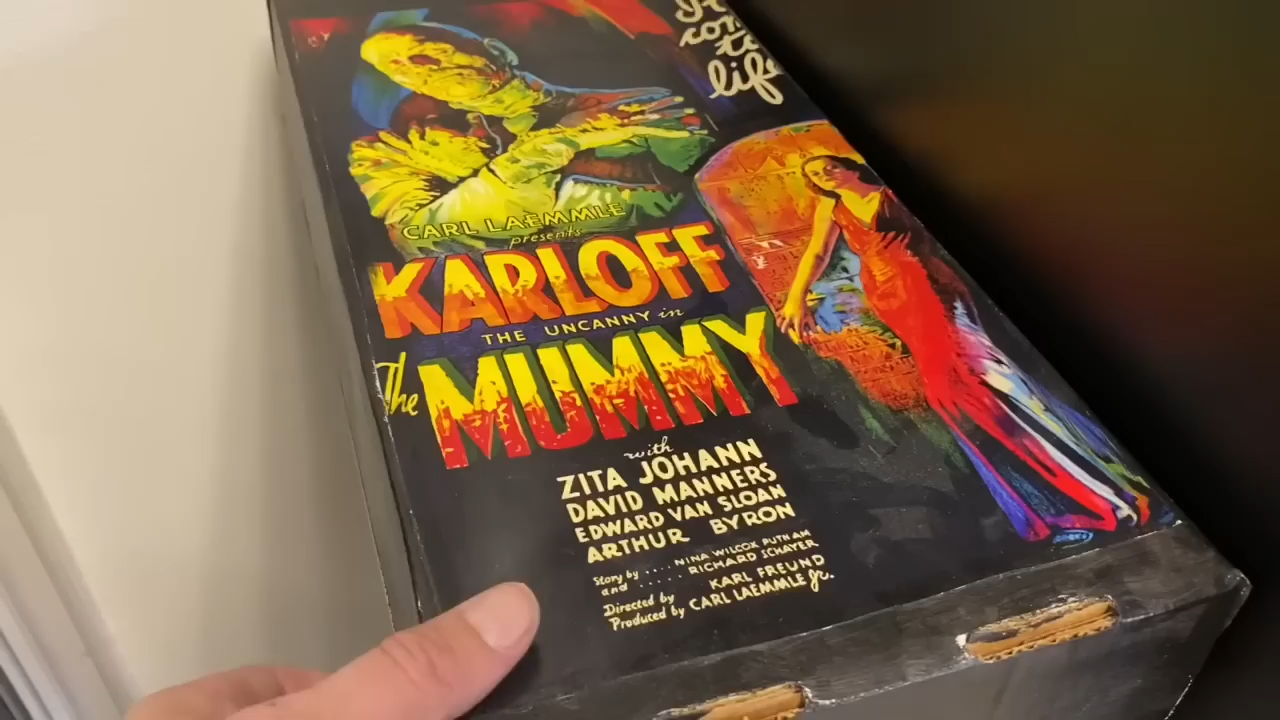 to
life
CARL LAEMMLE
presents
KARLOFF
THE UNCANNY in
The MUMMY
with
ZITA JOHANN
DAVID MANNERS
EDWARD VAN SLOAN
ARTHUR BYRON
Story by .... NINA WILCOX PUTNAM
and ..... RICHARD SCHAYER
Directed by KARL FREUND
Produced by CARL LAEMMLE Jr.